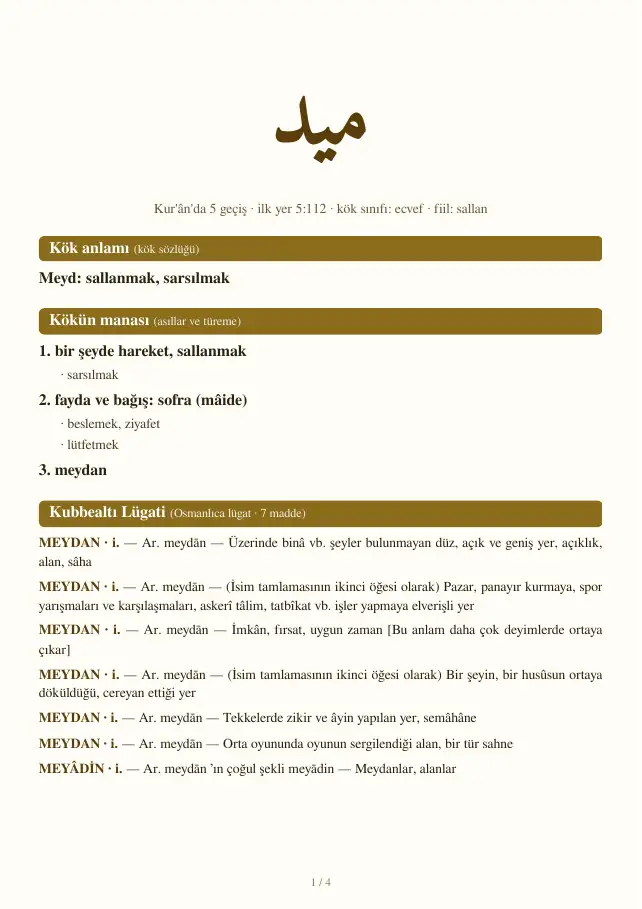 ميد
Kur'ân'da 5 geçiş · ilk yer 5:112 · kök sınıfı: ecvef · fiil: sallan
Kök anlamı (kök sözlüğü)
Meyd: sallanmak, sarsılmak
Kökün manası (asıllar ve türeme)
1. bir şeyde hareket, sallanmak
· sarsılmak
2. fayda ve bağış: sofra (mâide)
· beslemek, ziyafet
· lütfetmek
3. meydan
Kubbealtı Lügati (Osmanlıca lügat · 7 madde)
MEYDAN · i. — Ar. meydān — Üzerinde binâ vb. şeyler bulunmayan düz, açık ve geniş yer, açıklık,
alan, sâha
MEYDAN · i. — Ar. meydān — (İsim tamlamasının ikinci öğesi olarak) Pazar, panayır kurmaya, spor
yarışmaları ve karşılaşmaları, askerî tâlim, tatbîkat vb. işler yapmaya elverişli yer
MEYDAN · i. — Ar. meydān — İmkân, fırsat, uygun zaman [Bu anlam daha çok deyimlerde ortaya
çıkar]
MEYDAN · i. — Ar. meydān — (İsim tamlamasının ikinci öğesi olarak) Bir şeyin, bir husûsun ortaya
döküldüğü, cereyan ettiği yer
MEYDAN · i. — Ar. meydān — Tekkelerde zikir ve âyin yapılan yer, semâhâne
MEYDAN · i. — Ar. meydān — Orta oyununda oyunun sergilendiği alan, bir tür sahne
MEYÂDİN · i. — Ar. meydān 'ın çoğul şekli meyādin — Meydanlar, alanlar
1 / 4